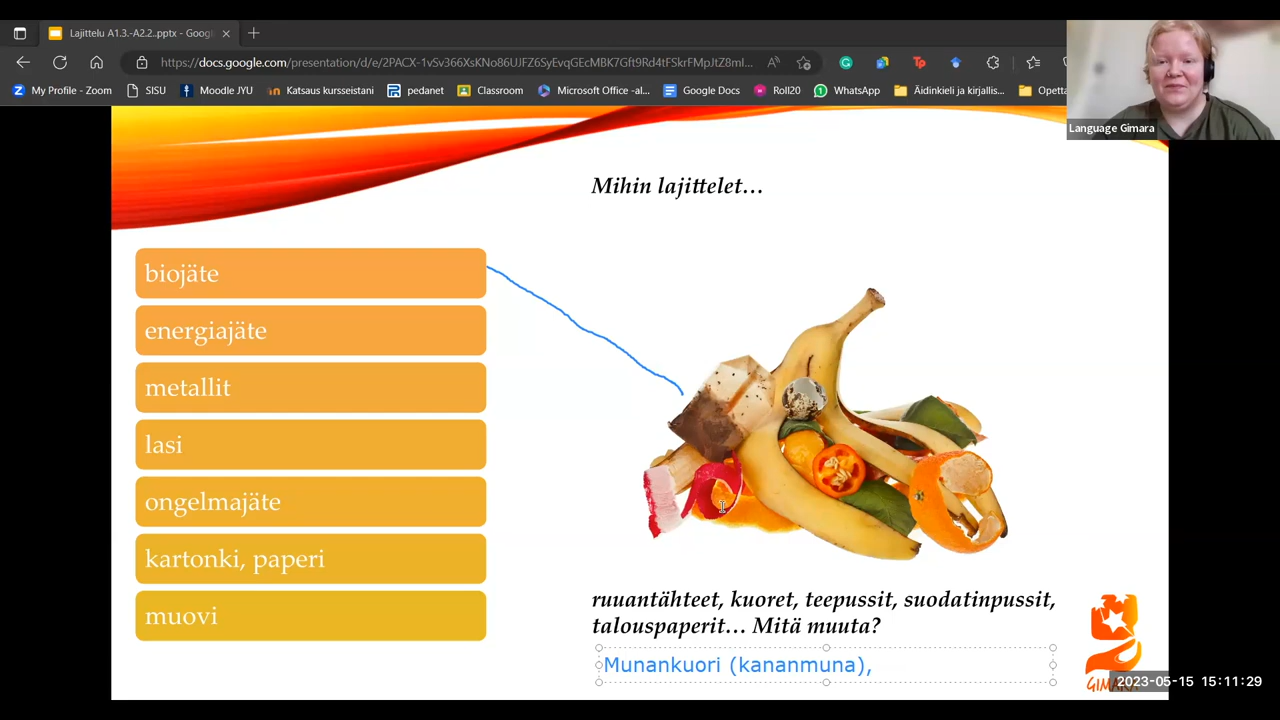 Lajittelu A1.3.-A2.2..pptx - Googl
https://docs.google.com/presentation/d/e/2PACX-1vSv366XsKNo86UJFZ6SyEvqGEcMBK7Gft9Rd4tFSkrFMpJtZ8mI...
My Profile - Zoom
SISU
Moodle JYU
Katsaus kursseistani
pedanet
Classroom
Microsoft Office -al...
Google Docs
Roll20
WhatsApp
Äidinkieli ja kirjallis...
Opetta
Language Gimara
Mihin lajittelet...
biojäte
energiajäte
metallit
lasi
ongelmajäte
kartonki, paperi
muovi
ruuantähteet, kuoret, teepussit, suodatinpussit,
talouspaperit... Mitä muuta?
Munankuori (kananmuna),
GIMARA
2023-05-15 15:11:29